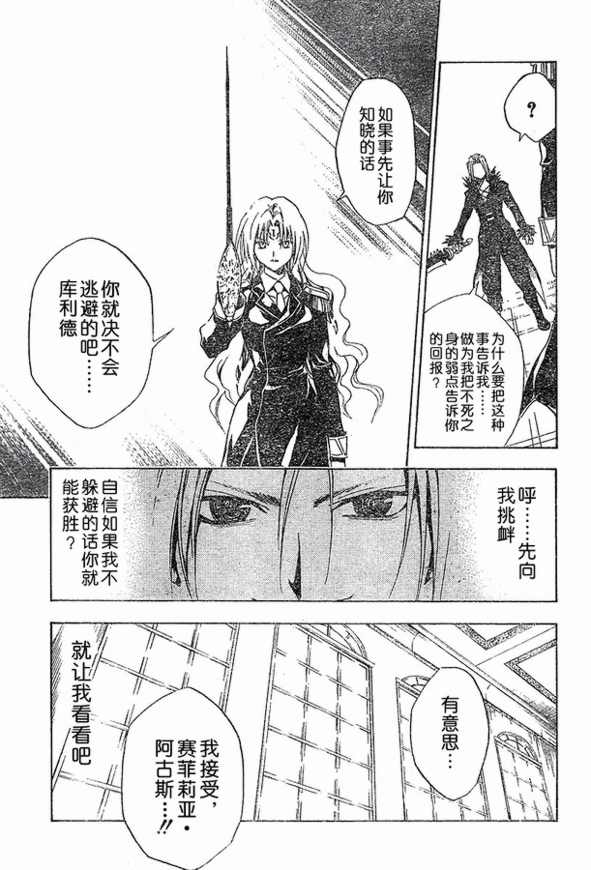 ？
为什么要把这种
事告诉我……
做为我把不死之
身的弱点告诉你
的回报？
如果事先让你
知晓的话
你就决不会
逃避的吧……
库利德
呼……先向
我挑衅
自信如果我不
躲避的话你就
能获胜？
有意思…
我接受，
赛菲莉亚·
阿古斯…!!
就让我看看吧